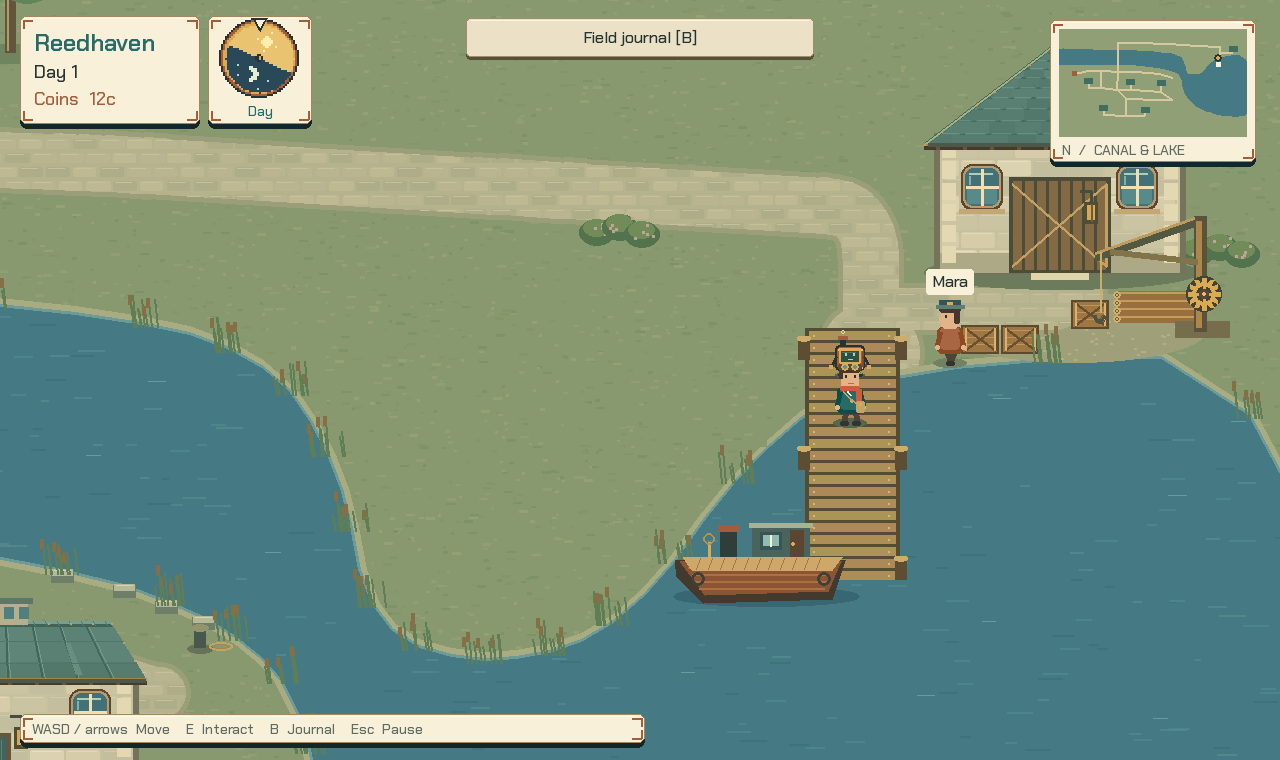 Reedhaven
Day 1
Coins 12c
Day
Field journal [B]
N / CANAL & LAKE
Mara
WASD / arrows Move E Interact B Journal Esc Pause